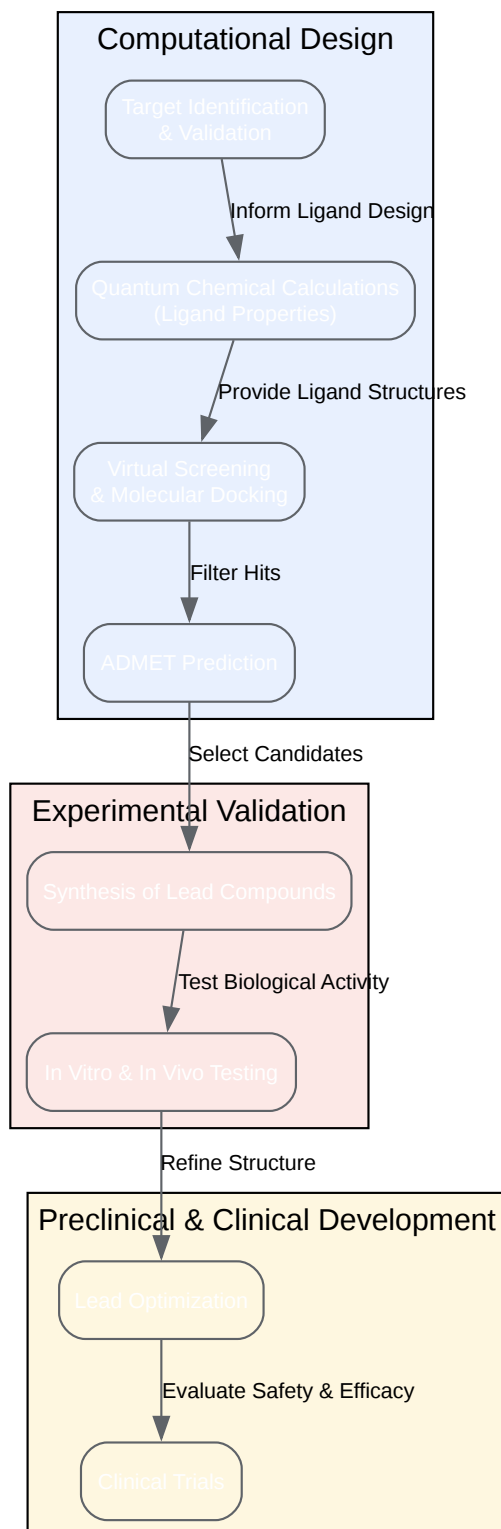 Computational Design
Target Identification
& Validation
Inform Ligand Design
Quantum Chemical Calculations
(Ligand Properties)
Provide Ligand Structures
Virtual Screening
& Molecular Docking
Filter Hits
ADMET Prediction
Select Candidates
Experimental Validation
Synthesis of Lead Compounds
Test Biological Activity
In Vitro & In Vivo Testing
Refine Structure
Preclinical & Clinical Development
Lead Optimization
Evaluate Safety & Efficacy
Clinical Trials